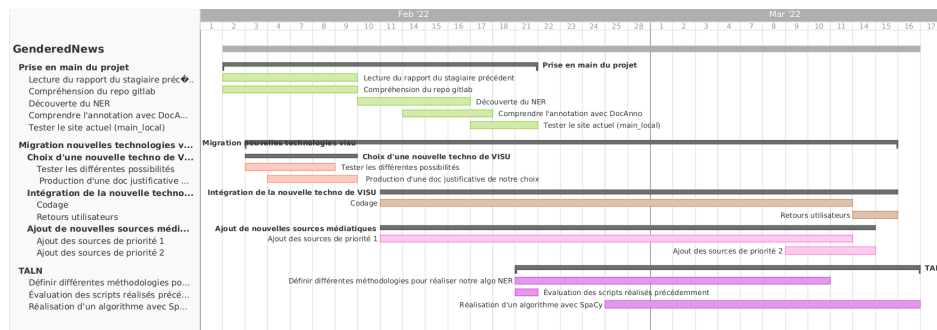 Feb '22 Mar '22
1 2 3 4 7 8 9 10 11 14 15 16 17 18 21 22 23 24 25 28 1 2 3 4 7 8 9 10 11 14 15 16 17
GenderedNews
Prise en main du projet Prise en main du projet
Lecture du rapport du stagiaire préc�... Lecture du rapport du stagiaire précédent
Compréhension du repo gitlab Compréhension du repo gitlab
Découverte du NER Découverte du NER
Comprendre l'annotation avec DocA... Comprendre l'annotation avec DocAnno
Tester le site actuel (main_local) Tester le site actuel (main_local)
Migration nouvelles technologies v... Migration nouvelles technologies visu
Choix d'une nouvelle techno de V... Choix d'une nouvelle techno de VISU
Tester les différentes possibilités Tester les différentes possibilités
Production d'une doc justificative ... Production d'une doc justificative de notre choix
Intégration de la nouvelle techno... Intégration de la nouvelle techno de VISU
Codage Codage
Retours utilisateurs Retours utilisateurs
Ajout de nouvelles sources médi... Ajout de nouvelles sources médiatiques
Ajout des sources de priorité 1 Ajout des sources de priorité 1
Ajout des sources de priorité 2 Ajout des sources de priorité 2
TALN
Définir différentes méthodologies po... Définir différentes méthodologies pour réaliser notre algo NER
Évaluation des scripts réalisés précé... Évaluation des scripts réalisés précédemment
Réalisation d'un algorithme avec Sp... Réalisation d'un algorithme avec SpaCy